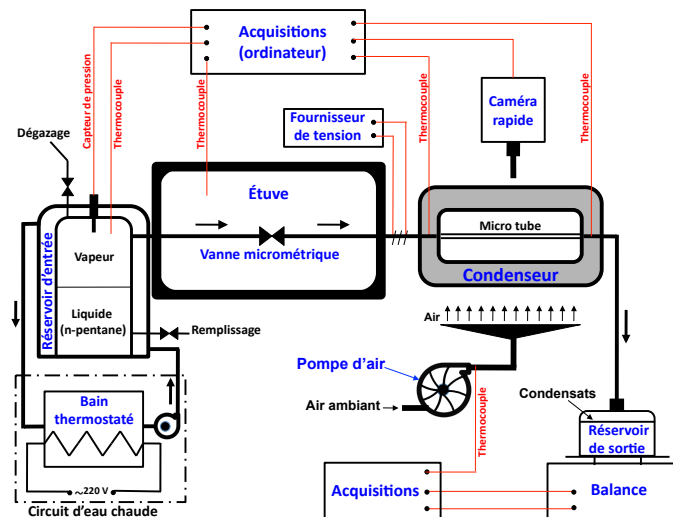 Acquisitions
(ordinateur)
Capteur de pression
Thermocouple
Thermocouple
Thermocouple
Thermocouple
Fournisseur
de tension
Caméra
rapide
Dégazage
Étuve
Vanne micrométrique
Micro tube
Condenseur
Réservoir d'entrée
Vapeur
Liquide
(n-pentane)
Remplissage
Air
Pompe d'air
Air ambiant
Thermocouple
Condensats
Réservoir
de sortie
Bain
thermostaté
~220 V
Circuit d'eau chaude
Acquisitions
Balance